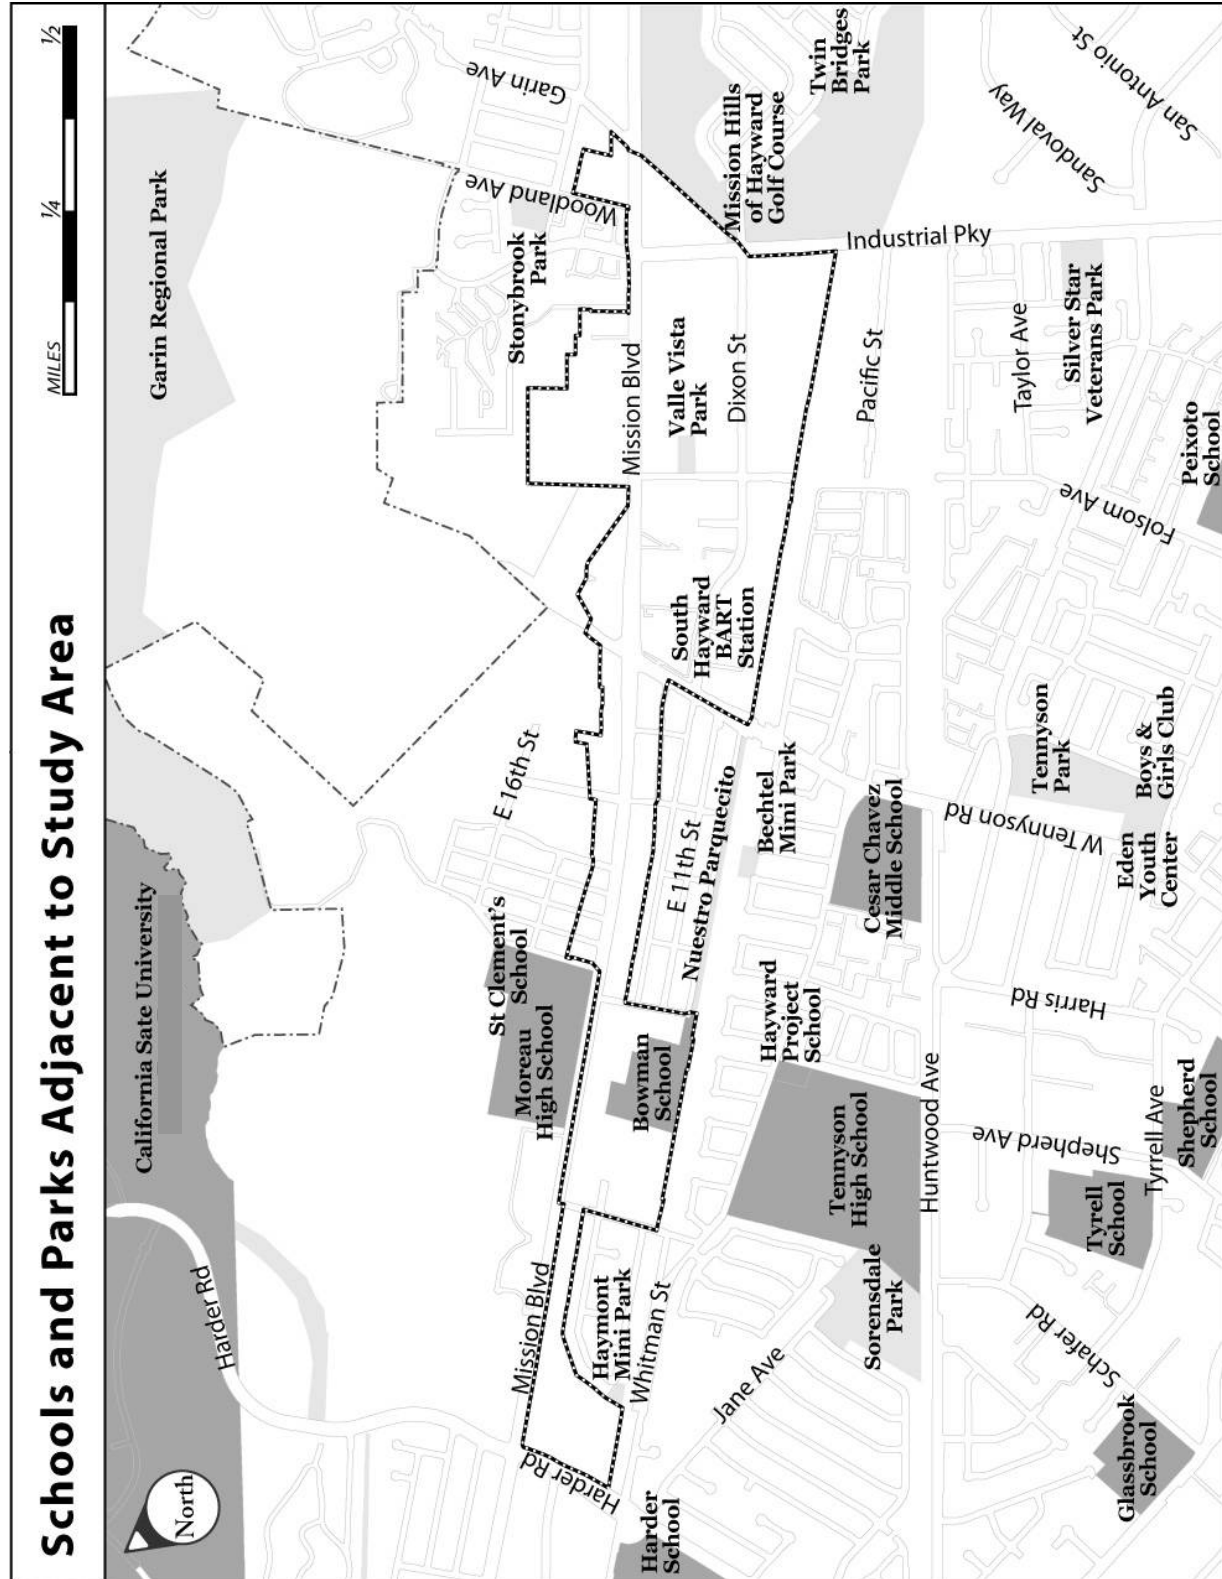 Schools and Parks Adjacent to Study Area
MILES
1/4
1/2
North
California Sate University
Garin Regional Park
Harder Rd
Garin Ave
Woodland Ave
Stonybrook
Park
E 16th St
St Clement's
School
Moreau
High School
Mission Blvd
Mission Blvd
Harder Rd
Haymont
Mini Park
Whitman St
Bowman
School
E 11th St
Nuestro Parquecito
South
Hayward
BART
Station
Valle Vista
Park
Dixon St
Mission Hills
of Hayward
Golf Course
Twin
Bridges
Park
Industrial Pky
Sandoval Way
San Antonio St
Harder
School
Jane Ave
Sorensdale
Park
Tennyson
High School
Hayward
Project
School
Bechtel
Mini Park
Cesar Chavez
Middle School
Pacific St
Huntwood Ave
Shepherd Ave
Harris Rd
W Tennyson Rd
Tennyson
Park
Folsom Ave
Taylor Ave
Silver Star
Veterans Park
Schafer Rd
Glassbrook
School
Tyrell
School
Tyrrell Ave
Shepherd
School
Eden
Youth
Center
Boys &
Girls Club
Peixoto
School